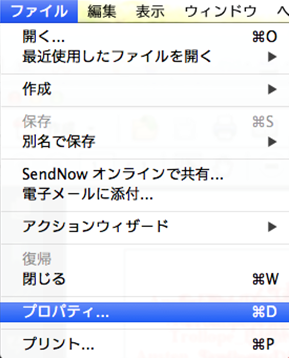 ファイル 編集 表示 ウィンドウ ヘ
開く... ⌘O
最近使用したファイルを開く ▶
作成 ▶
保存 ⌘S
別名で保存 ▶
SendNow オンラインで共有...
電子メールに添付...
アクションウィザード ▶
復帰
閉じる ⌘W
プロパティ... ⌘D
プリント... ⌘P